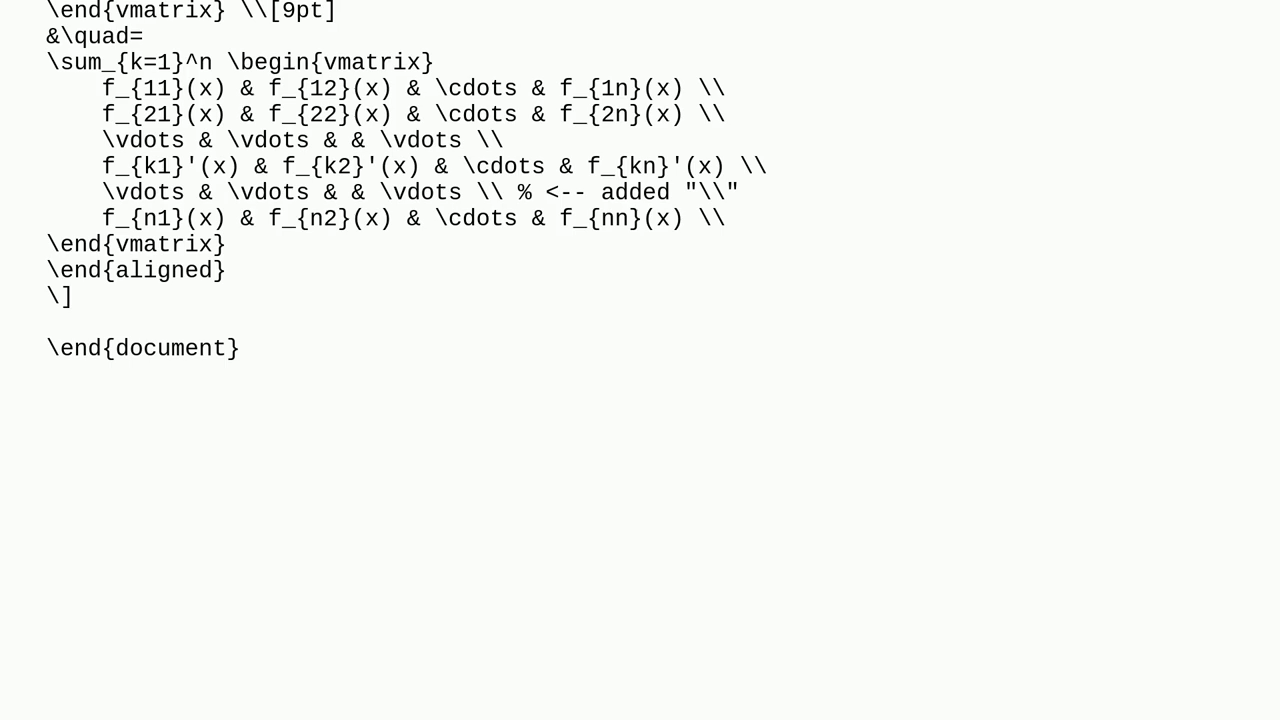 \end{vmatrix} \\[9pt]
&\quad=
\sum_{k=1}^n \begin{vmatrix}
    f_{11}(x) & f_{12}(x) & \cdots & f_{1n}(x) \\
    f_{21}(x) & f_{22}(x) & \cdots & f_{2n}(x) \\
    \vdots & \vdots & & \vdots \\
    f_{k1}'(x) & f_{k2}'(x) & \cdots & f_{kn}'(x) \\
    \vdots & \vdots & & \vdots \\ % <-- added "\\"
    f_{n1}(x) & f_{n2}(x) & \cdots & f_{nn}(x) \\
\end{vmatrix}
\end{aligned}
\]

\end{document}